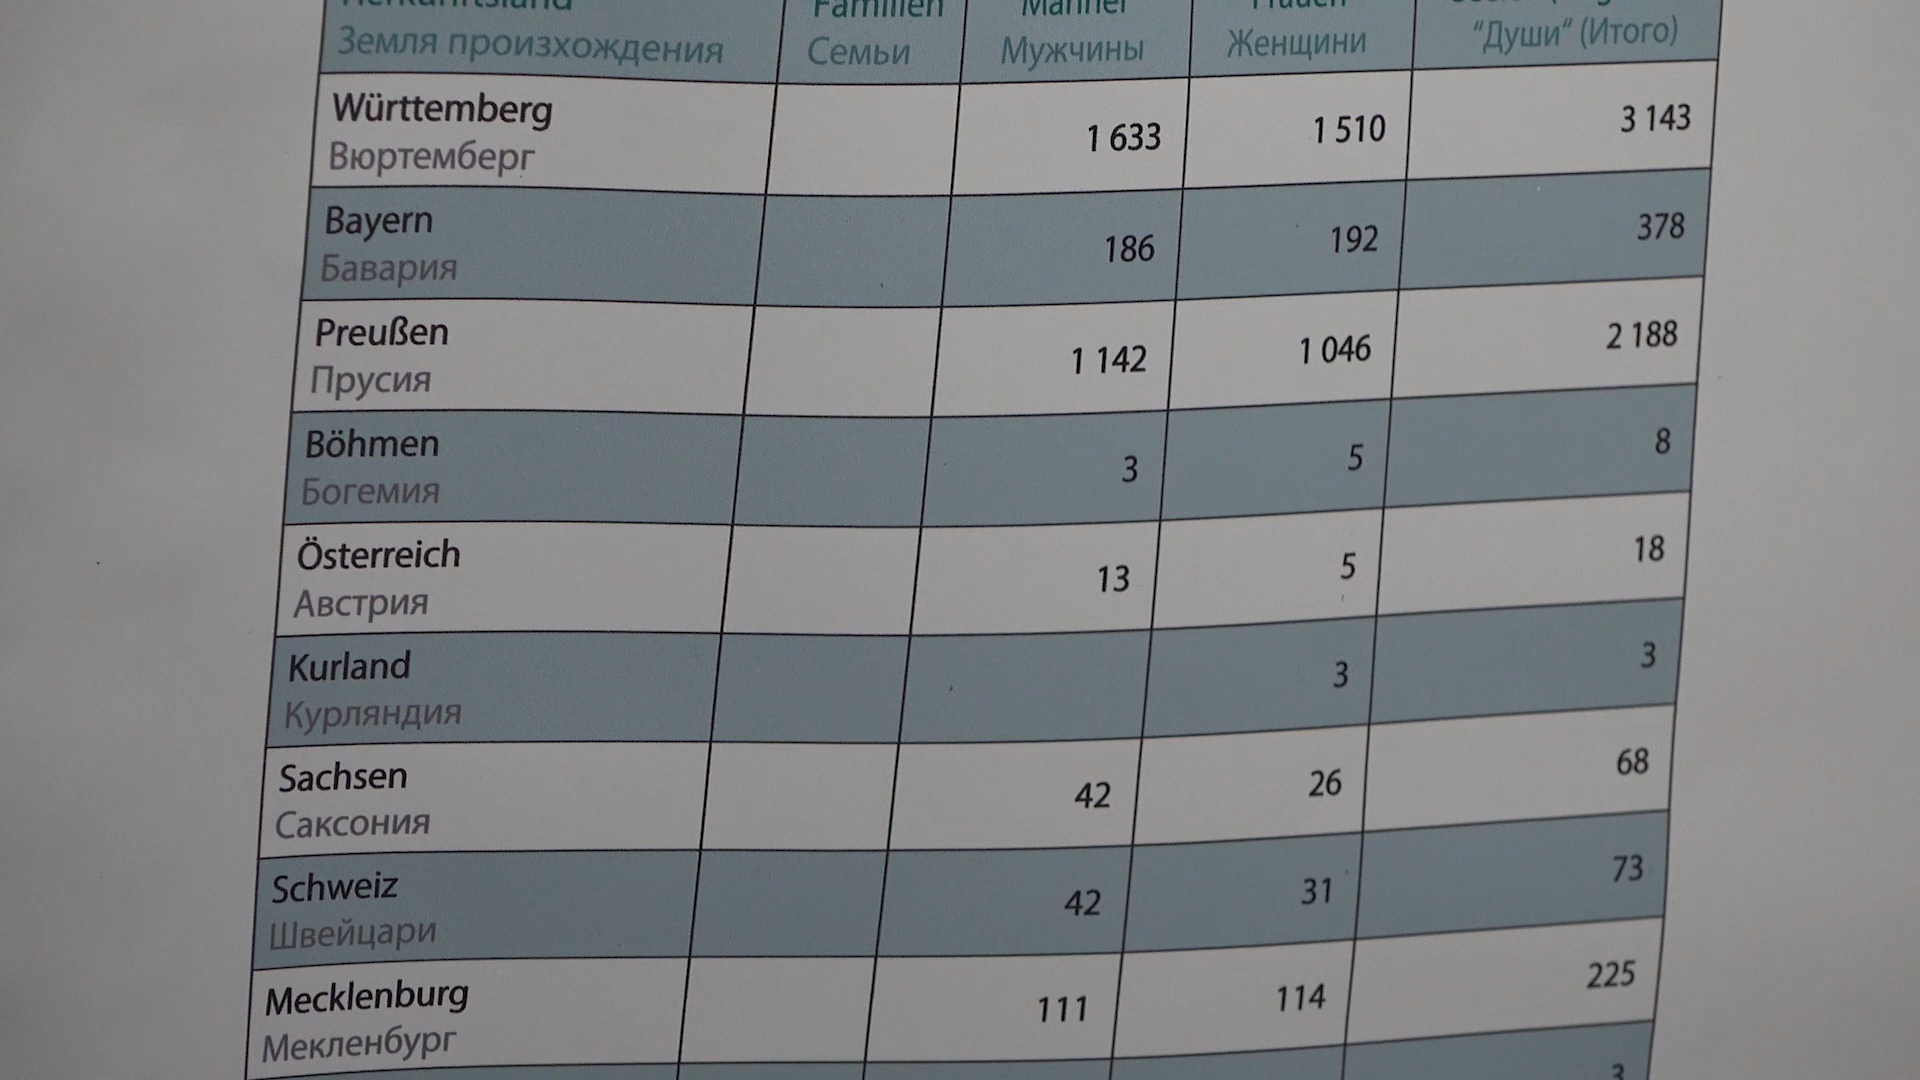 Familien Männer
Земля произхождения Семьи Мужчины Женщини “Души“ (Итого)
Württemberg 1 633 1 510 3 143
Вюртемберг
Bayern 186 192 378
Бавария
Preußen 1 142 1 046 2 188
Прусия
Böhmen 3 5 8
Богемия
Österreich 13 5 18
Австрия
Kurland 3 3
Курляндия
Sachsen 42 26 68
Саксония
Schweiz 42 31 73
Швейцари
Mecklenburg 111 114 225
Мекленбург
3